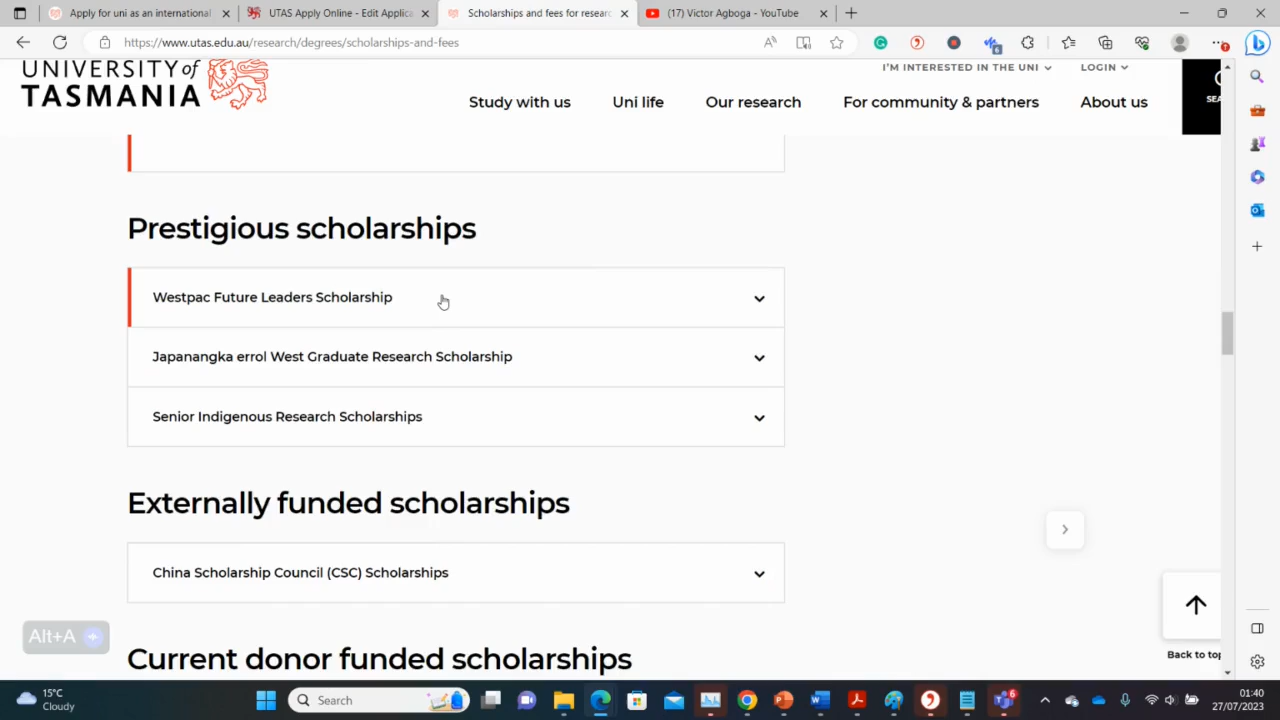 Apply for uni as an international
UTAS Apply Online - Edit Applica
Scholarships and fees for resear
(17) Victor Agboga - YouTube
https://www.utas.edu.au/research/degrees/scholarships-and-fees
6
UNIVERSITY of
TASMANIA
I'M INTERESTED IN THE UNI
LOGIN
Study with us
Uni life
Our research
For community & partners
About us
SEA
Prestigious scholarships
Westpac Future Leaders Scholarship
Japanangka errol West Graduate Research Scholarship
Senior Indigenous Research Scholarships
Externally funded scholarships
China Scholarship Council (CSC) Scholarships
Alt+A
Current donor funded scholarships
Back to top
15°C
Cloudy
Search
6
01:40
27/07/2023